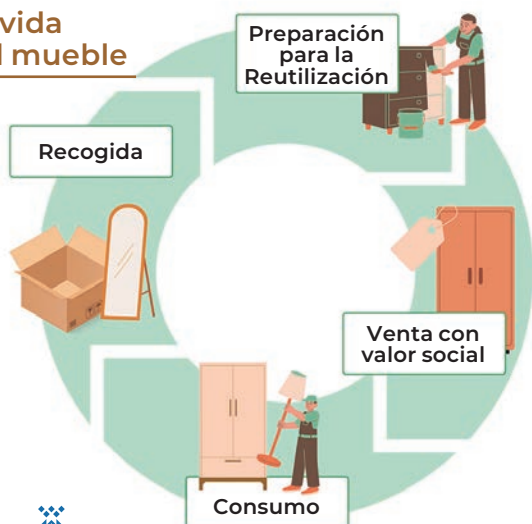 vida
mueble
Preparación
para la
Reutilización
Recogida
Venta con
valor social
Consumo